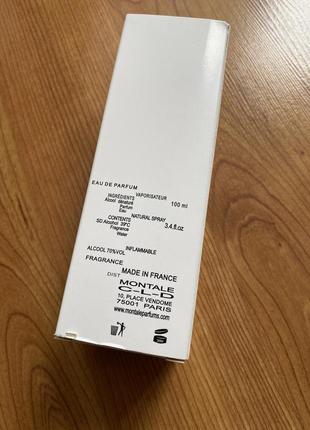 EAU DE PARFUM
INGRÉDIENTS VAPORISATEUR
Alcool dénaturé 100 ml
Parfum
Eau
CONTENTS NATURAL SPRAY
SD Alcohol 39°C 3.4 fl.oz
Fragrance
Water
ALCOOL 70%VOL INFLAMMABLE
FRAGRANCE
DIST MADE IN FRANCE
MONTALE
C-L-D
10, PLACE VENDOME
75001 PARIS
www.montaleparfums.com